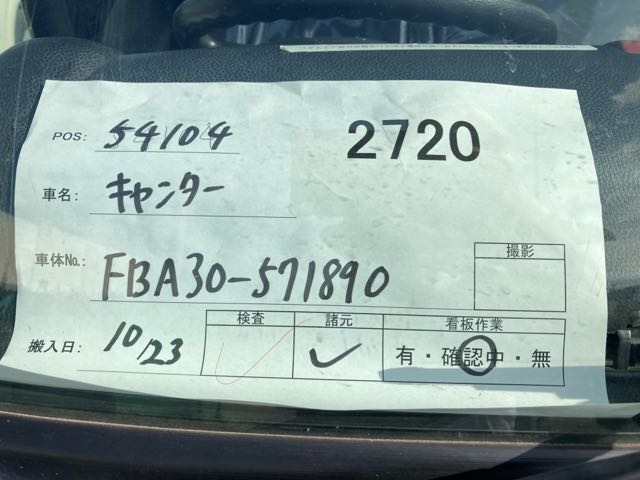 POS: 54104
2720
車名: キャンター
車体No.: FBA30-571890
撮影
搬入日: 10/23
検査 諸元 看板作業
✓ ✓ 有・確認中・無